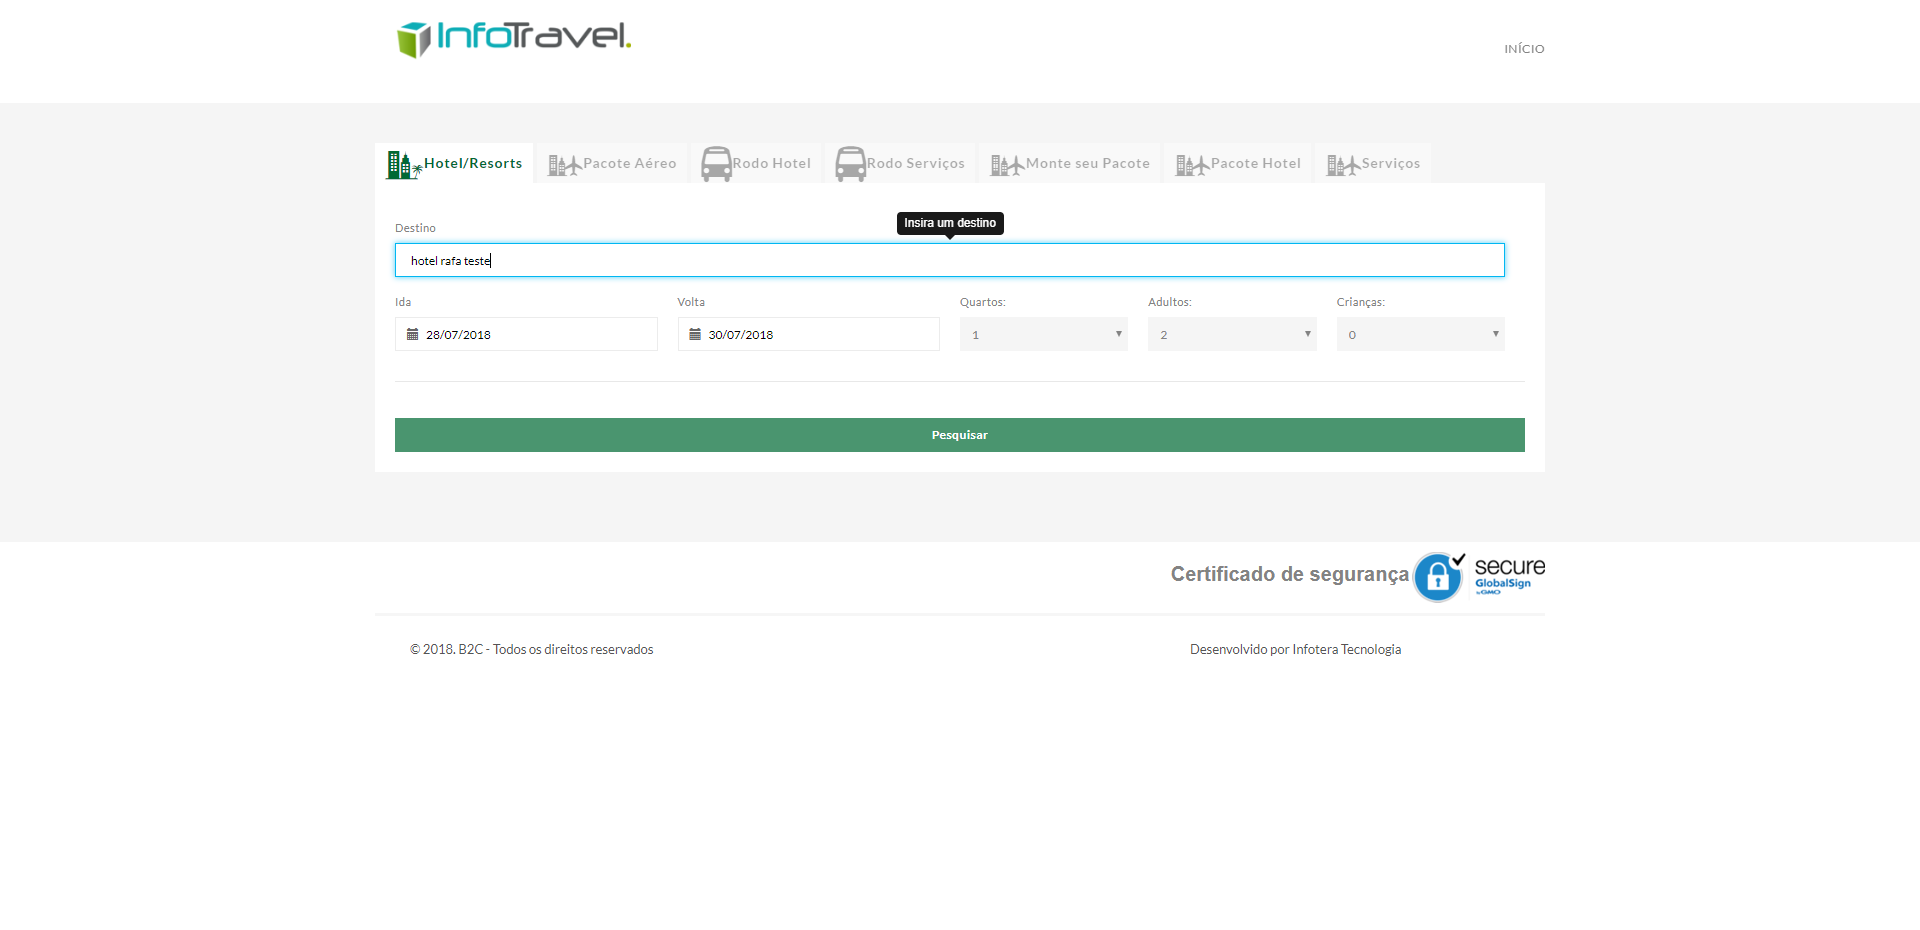 InfoTravel.
INÍCIO
Hotel/Resorts
Pacote Aéreo
Rodo Hotel
Rodo Serviços
Monte seu Pacote
Pacote Hotel
Serviços
Insira um destino
Destino
hotel rafa teste
Ida
Volta
Quartos:
Adultos:
Crianças:
28/07/2018
30/07/2018
1
2
0
Pesquisar
Certificado de segurança
secure
GlobalSign
by GMO
© 2018. B2C - Todos os direitos reservados
Desenvolvido por Infotera Tecnologia